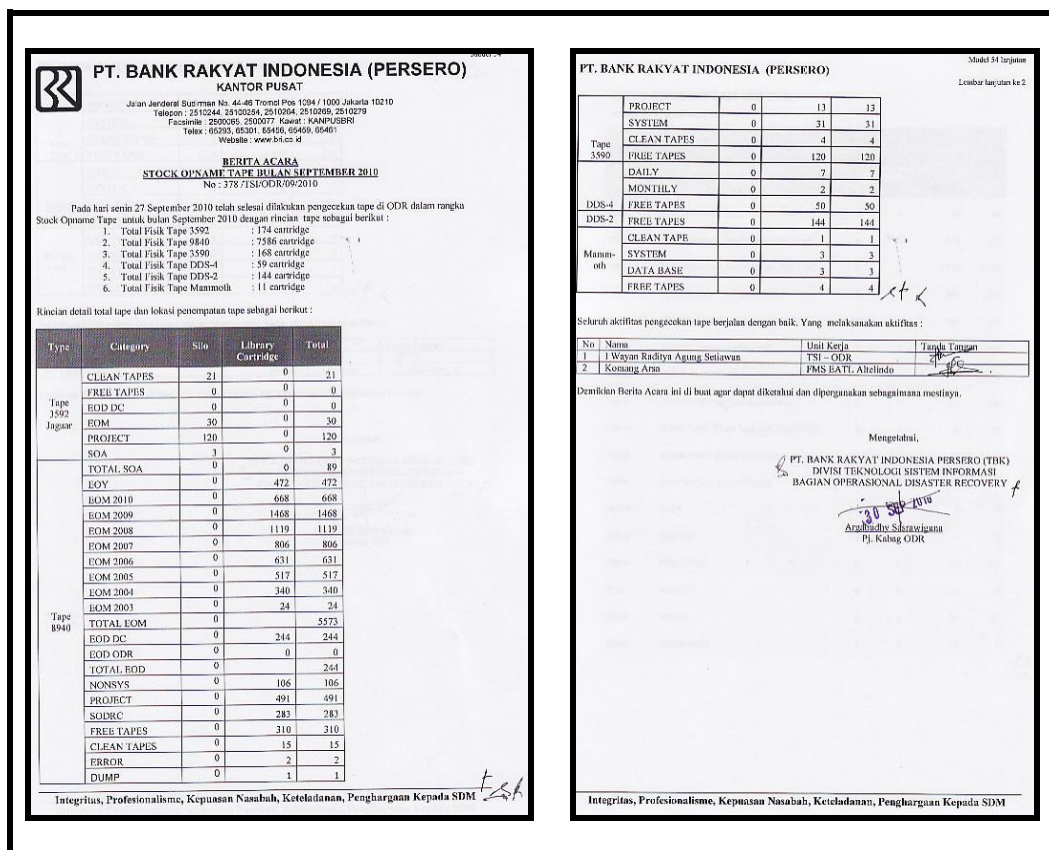 PT. BANK RAKYAT INDONESIA (PERSERO)
KANTOR PUSAT
Jalan Jenderal Sudirman No. 44-46 Tromol Pos 1094 / 1000 Jakarta 10210
Telepon : 2510244, 25100254, 2510264, 2510269, 2510279
Facsimile : 2500065, 2500077 Kawat : KANPUSBRI
Telex : 65293, 65301, 65456, 65459, 65461
Website : www.bri.co.id
BERITA ACARA
STOCK OPNAME TAPE BULAN SEPTEMBER 2010
No : 378 /TSI/ODR/09/2010
Pada hari senin 27 September 2010 telah selesai dilakukan pengecekan tape di ODR dalam rangka
Stock Opname Tape untuk bulan September 2010 dengan rincian tape sebagai berikut :
1. Total Fisik Tape 3592 : 174 cartridge
2. Total Fisik Tape 9840 : 7586 cartridge
3. Total Fisik Tape 3590 : 168 cartridge
4. Total Fisik Tape DDS-4 : 59 cartridge
5. Total Fisik Tape DDS-2 : 144 cartridge
6. Total Fisik Tape Mammoth : 11 cartridge
Rincian detail total tape dan lokasi penempatan tape sebagai berikut :
Type Category Silo Library Cartridge Total
Tape 3592 Jaguar
CLEAN TAPES 21 0 21
FREE TAPES 0 0 0
EOD DC 0 0 0
EOM 30 0 30
PROJECT 120 0 120
SOA 3 0 3
Tape 8940
TOTAL SOA 0 0 89
EOY 0 472 472
EOM 2010 0 668 668
EOM 2009 0 1468 1468
EOM 2008 0 1119 1119
EOM 2007 0 806 806
EOM 2006 0 631 631
EOM 2005 0 517 517
EOM 2004 0 340 340
EOM 2003 0 24 24
TOTAL EOM 0 5573
EOD DC 0 244 244
EOD ODR 0 0 0
TOTAL EOD 0 244
NONSYS 0 106 106
PROJECT 0 491 491
SODRC 0 283 283
FREE TAPES 0 310 310
CLEAN TAPES 0 15 15
ERROR 0 2 2
DUMP 0 1 1
Integritas, Profesionalisme, Kepuasan Nasabah, Keteladanan, Penghargaan Kepada SDM
Model 54 lanjutan
PT. BANK RAKYAT INDONESIA (PERSERO)
Lembar lanjutan ke 2
Tape 3590
PROJECT 0 13 13
SYSTEM 0 31 31
CLEAN TAPES 0 4 4
FREE TAPES 0 120 120
DAILY 0 7 7
MONTHLY 0 2 2
DDS-4 FREE TAPES 0 50 50
DDS-2 FREE TAPES 0 144 144
Mamm-oth
CLEAN TAPE 0 1 1
SYSTEM 0 3 3
DATA BASE 0 3 3
FREE TAPES 0 4 4
Seluruh aktifitas pengecekan tape berjalan dengan baik. Yang melaksanakan aktifitas :
No Nama Unit Kerja Tanda Tangan
1 I Wayan Raditya Agung Setiawan TSI – ODR
2 Komang Arsa FMS Altelindo
Demikian Berita Acara ini di buat agar dapat diketahui dan dipergunakan sebagaimana mestinya.
Mengetahui,
PT. BANK RAKYAT INDONESIA PERSERO (TBK)
DIVISI TEKNOLOGI SISTEM INFORMASI
BAGIAN OPERASIONAL DISASTER RECOVERY
30 SEP 2010
Pj. Kabag ODR
Integritas, Profesionalisme, Kepuasan Nasabah, Keteladanan, Penghargaan Kepada SDM